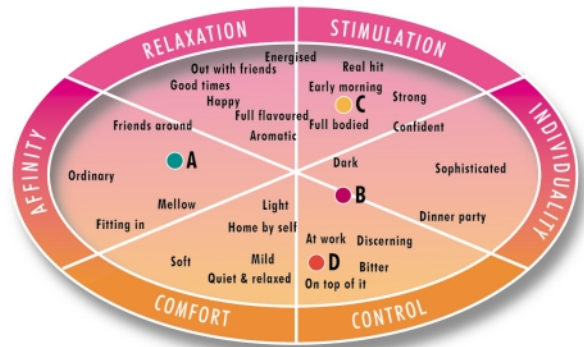 RELAXATION
STIMULATION
Energised
Out with friends
Real hit
Good times
Early morning
Happy
C
Strong
Full flavoured
Friends around
Full bodied
Confident
Aromatic
A
Dark
Sophisticated
Ordinary
AFFINITY
INDIVIDUALITY
B
Mellow
Light
Dinner party
Fitting in
Home by self
At work
Discerning
Soft
Mild
D
Bitter
Quiet & relaxed
On top of it
COMFORT
CONTROL